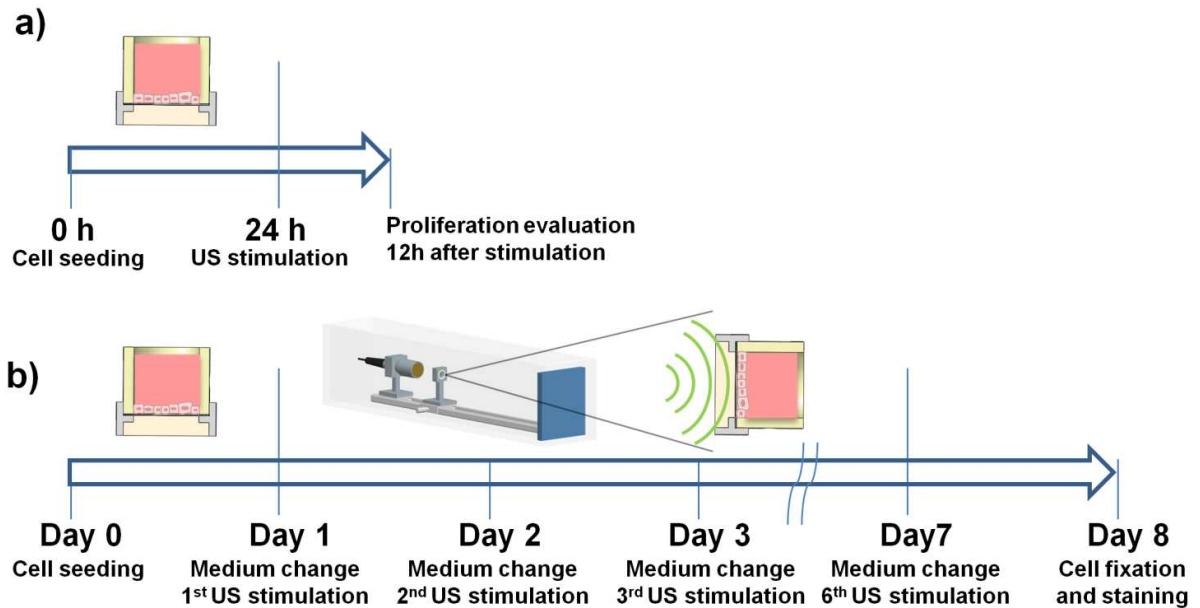 a)
0 h
Cell seeding
24 h
US stimulation
Proliferation evaluation
12h after stimulation
b)
Day 0
Cell seeding
Day 1
Medium change
1st US stimulation
Day 2
Medium change
2nd US stimulation
Day 3
Medium change
3rd US stimulation
Day7
Medium change
6th US stimulation
Day 8
Cell fixation
and staining